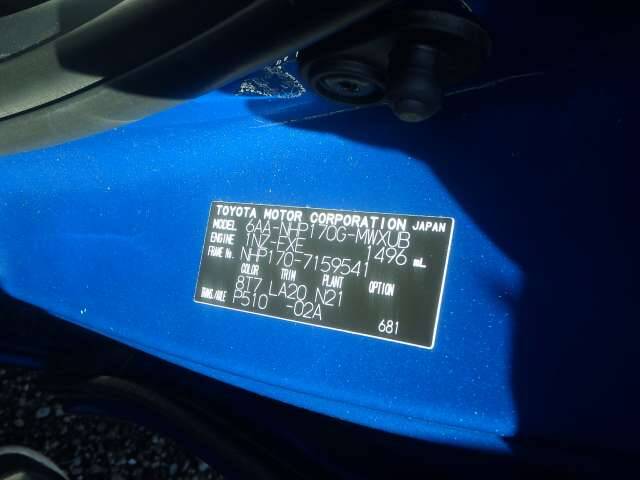 TOYOTA MOTOR CORPORATION JAPAN
MODEL 6AA-NHP170G-MWXUB
ENGINE 1NZ-FXE 1496 mL
FRAME No. NHP170-7159541
COLOR TRIM PLANT OPTION
8T7 LA20 N21
TRANS./AXLE P510 -02A
681